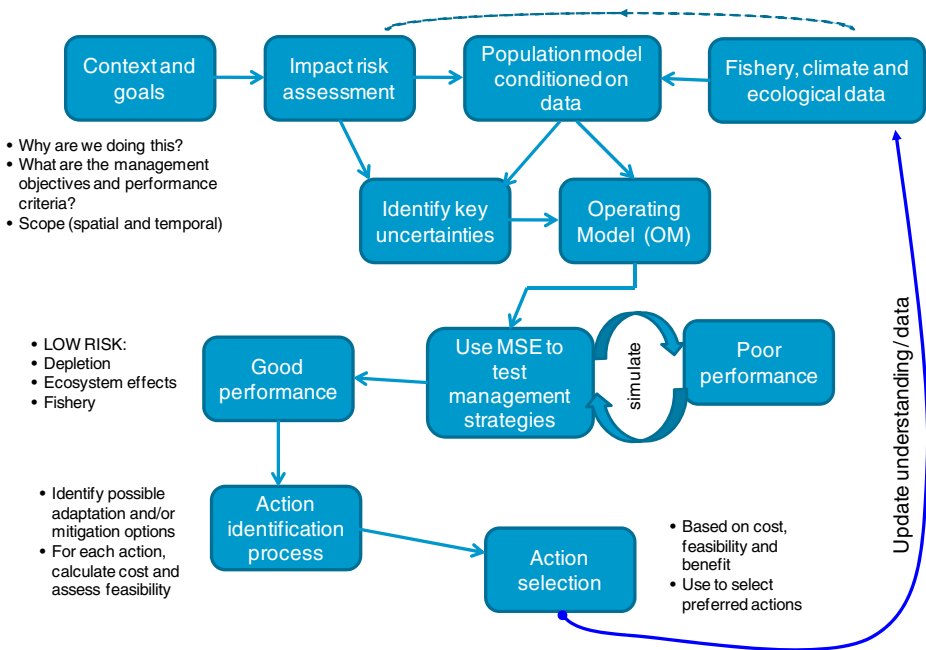 Context and
goals
Impact risk
assessment
Population model
conditioned on
data
Fishery, climate and
ecological data
• Why are we doing this?
• What are the management
objectives and performance
criteria?
• Scope (spatial and temporal)
Identify key
uncertainties
Operating
Model (OM)
• LOW RISK:
• Depletion
• Ecosystem effects
• Fishery
Good
performance
Use MSE to
test
management
strategies
simulate
Poor
performance
Update understanding/data
• Identify possible
adaptation and/or
mitigation options
• For each action,
calculate cost and
assess feasibility
Action
identification
process
Action
selection
• Based on cost,
feasibility and
benefit
• Use to select
preferred actions